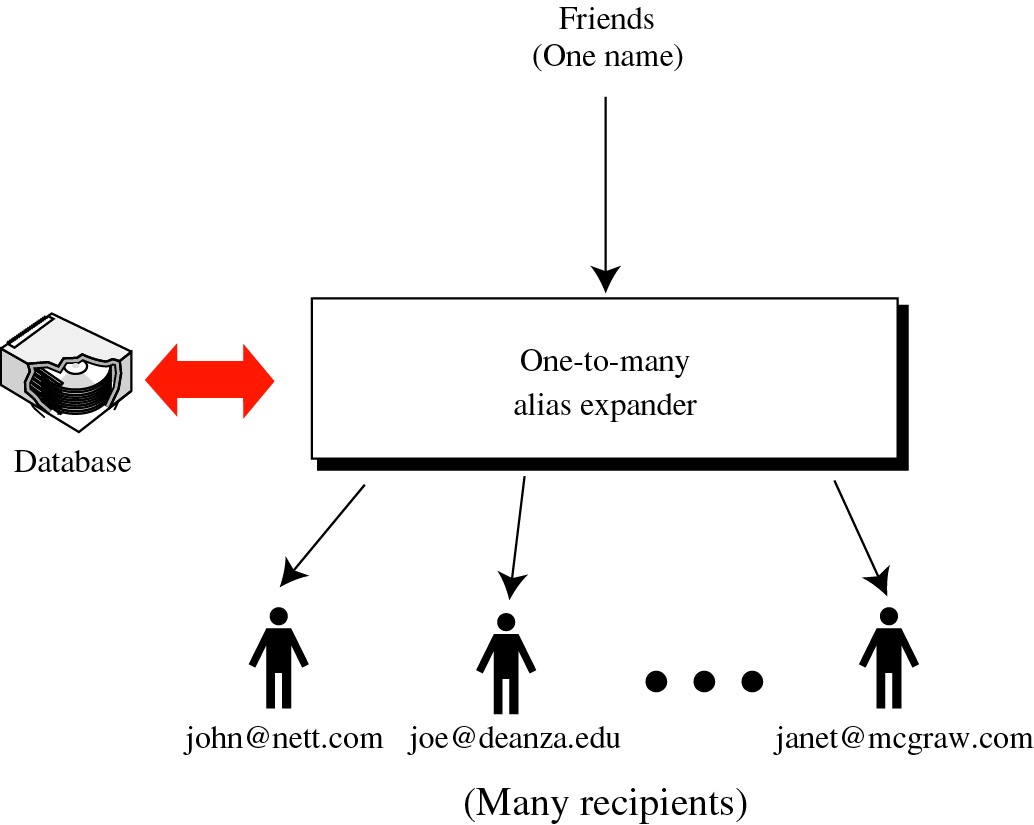 Friends
(One name)
One-to-many
alias expander
Database
john@nett.com
joe@deanza.edu
janet@mcgraw.com
(Many recipients)